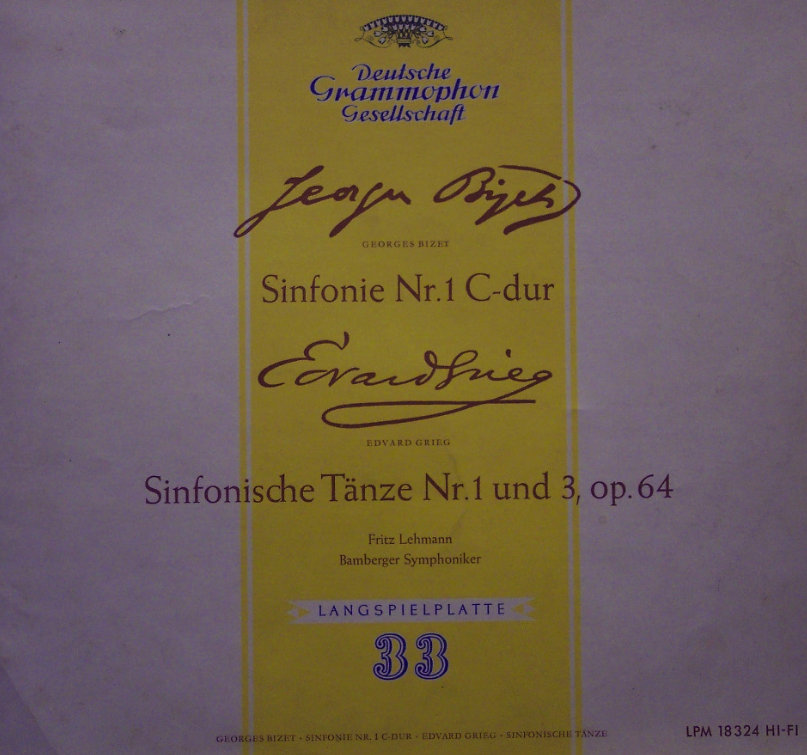 Deutsche
Grammophon
Gesellschaft
Georges Bizet
GEORGES BIZET
Sinfonie Nr.1 C-dur
Edvard Grieg
EDVARD GRIEG
Sinfonische Tänze Nr.1 und 3, op.64
Fritz Lehmann
Bamberger Symphoniker
LANGSPIELPLATTE
33
GEORGES BIZET · SINFONIE NR. 1 C-DUR · EDVARD GRIEG · SINFONISCHE TÄNZE
LPM 18324 HI-FI